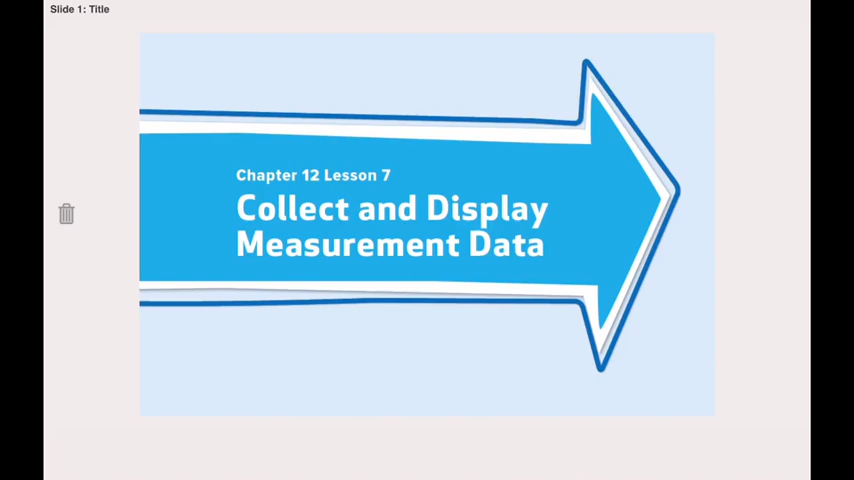 Slide 1: Title
Chapter 12 Lesson 7
Collect and Display
Measurement Data